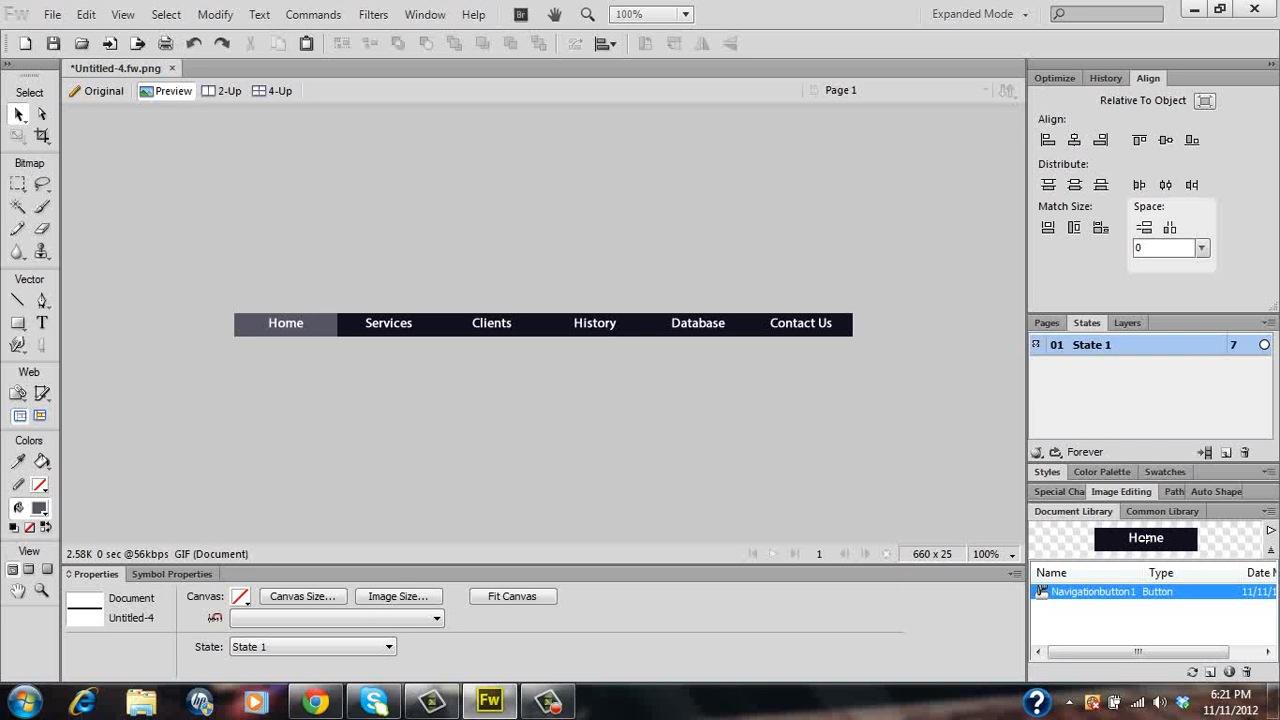 Fw File Edit View Select Modify Text Commands Filters Window Help Br 100% Expanded Mode
*Untitled-4.fw.png
Original Preview 2-Up 4-Up Page 1
Select
Bitmap
Vector
Web
Colors
View
Home Services Clients History Database Contact Us
2.58K 0 sec @56kbps GIF (Document) 1 660 x 25 100%
Properties Symbol Properties
Document
Untitled-4
Canvas: Canvas Size... Image Size... Fit Canvas
State: State 1
Optimize History Align
Relative To Object
Align:
Distribute:
Match Size: Space:
0
Pages States Layers
01 State 1 7
Forever
Styles Color Palette Swatches
Special Cha Image Editing Path Auto Shape
Document Library Common Library
Home
Name Type Date M
Navigationbutton1 Button 11/11/1
Fw
6:21 PM
11/11/2012